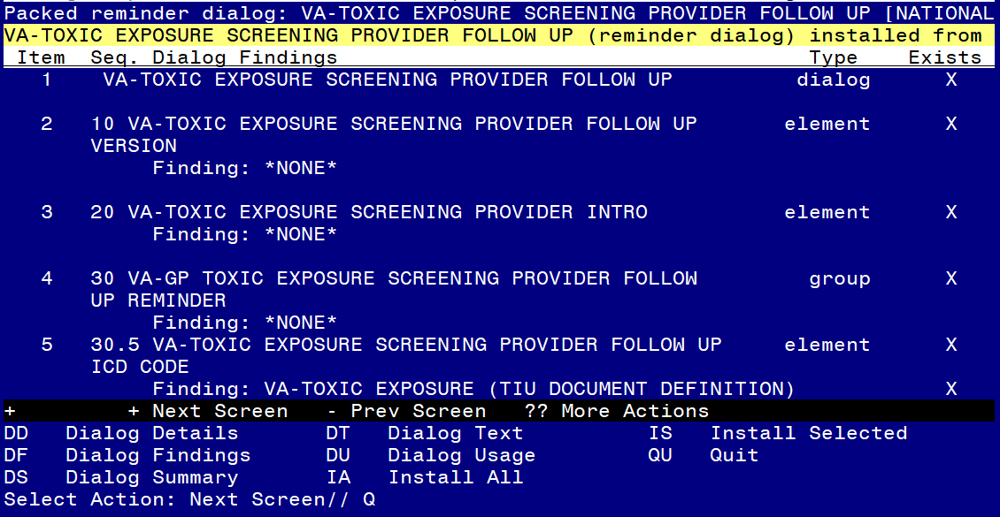 Packed reminder dialog: VA-TOXIC EXPOSURE SCREENING PROVIDER FOLLOW UP [NATIONAL
VA-TOXIC EXPOSURE SCREENING PROVIDER FOLLOW UP (reminder dialog) installed from
Item Seq. Dialog Findings Type Exists
1 VA-TOXIC EXPOSURE SCREENING PROVIDER FOLLOW UP dialog X
2 10 VA-TOXIC EXPOSURE SCREENING PROVIDER FOLLOW UP element X
VERSION
Finding: *NONE*
3 20 VA-TOXIC EXPOSURE SCREENING PROVIDER INTRO element X
Finding: *NONE*
4 30 VA-GP TOXIC EXPOSURE SCREENING PROVIDER FOLLOW group X
UP REMINDER
Finding: *NONE*
5 30.5 VA-TOXIC EXPOSURE SCREENING PROVIDER FOLLOW UP element X
ICD CODE
Finding: VA-TOXIC EXPOSURE (TIU DOCUMENT DEFINITION) X
+ + Next Screen - Prev Screen ?? More Actions
DD Dialog Details DT Dialog Text IS Install Selected
DF Dialog Findings DU Dialog Usage QU Quit
DS Dialog Summary IA Install All
Select Action: Next Screen// Q